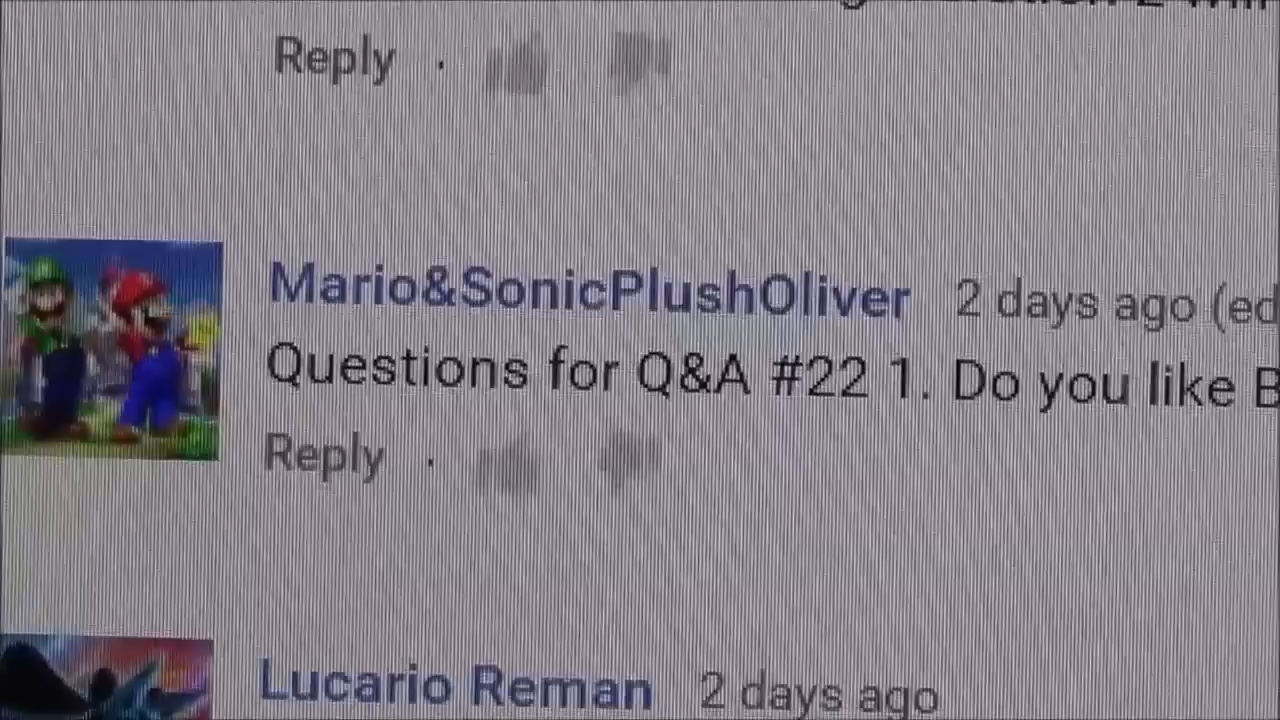 Reply
Mario&SonicPlushOliver 2 days ago (ed
Questions for Q&A #22 1. Do you like B
Reply
Lucario Reman 2 days ago